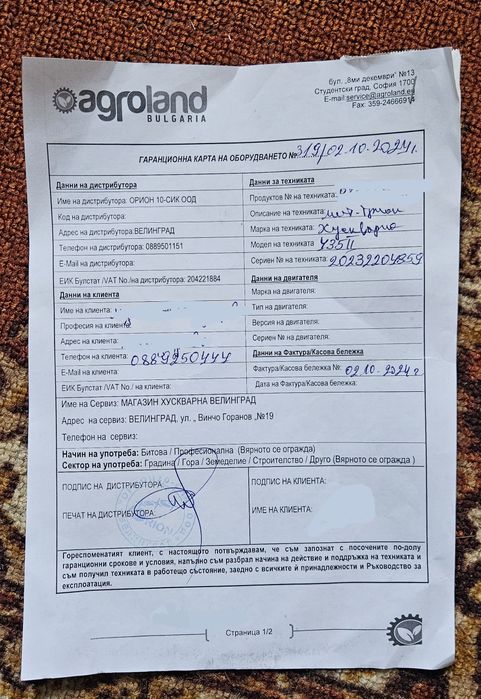 agroland
BULGARIA
бул. „8ми декември" №13
Студентски град, София 1700
E-mail:service@agroland.eu
Fax: 359-24666914
ГАРАНЦИОННА КАРТА НА ОБОРУДВАНЕТО № 319/02.10.2024г.
Данни на дистрибутора
Име на дистрибутора: ОРИОН 10-СИК ООД
Код на дистрибутора:
Адрес на дистрибутора:ВЕЛИНГРАД
Телефон на дистрибутора: 0889501151
E-Mail на дистрибутора:
ЕИК Булстат /VAT No./на дистрибутора: 204221884
Данни на клиента
Име на клиента:
Професия на клиента:
Адрес на клиента:
Телефон на клиента: 0889250444
E-Mail на клиента:
ЕИК Булстат /VAT No./ на клиента:
Данни за техниката
Продуктов № на техниката:
Описание на техниката:
Марка на техниката: Хускварна
Модел на техниката: 435II
Сериен № на техниката: 20232204859
Данни на двигателя
Марка на двигателя:
Тип на двигателя:
Версия на двигателя:
Сериен № на двигателя:
Данни на Фактура/Касова бележка
Фактура/Касова бележка №: 02.10.2024г
Дата на Фактура/Касова бележка:
Име на Сервиз: МАГАЗИН ХУСКВАРНА ВЕЛИНГРАД
Адрес на сервиз: ВЕЛИНГРАД, ул. „ Винчо Горанов „№19
Телефон на сервиз:
Начин на употреба: Битова / Професионална (Вярното се огражда)
Сектор на употреба: Градина / Гора / Земеделие / Строителство / Друго (Вярното се огражда )
ПОДПИС НА ДИСТРИБУТОРА:
ПЕЧАТ НА ДИСТРИБУТОРА:
ПОДПИС НА КЛИЕНТА:
ИМЕ НА КЛИЕНТА:
Гореспоменатият клиент, с настоящото потвърждавам, че съм запознат с посочените по-долу
гаранционни срокове и условия, напълно съм разбрал начина на действие и поддръжка на техниката и
съм получил техниката в работещо състояние, заедно с всичките ѝ принадлежности и Ръководство за
експлоатация.
Страница 1/2